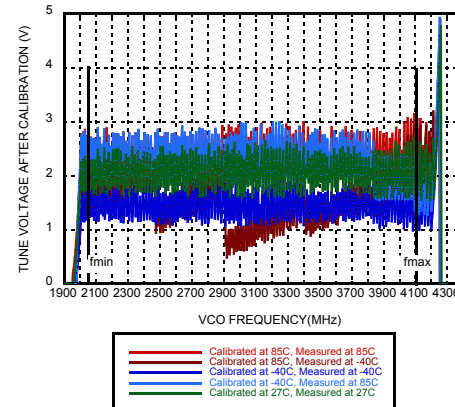 TUNE VOLTAGE AFTER CALIBRATION (V)
5
4
3
2
1
0
fmin
fmax
1900 2100 2300 2500 2700 2900 3100 3300 3500 3700 3900 4100 4300
VCO FREQUENCY(MHz)
Calibrated at 85C, Measured at 85C
Calibrated at 85C, Measured at -40C
Calibrated at -40C, Measured at -40C
Calibrated at -40C, Measured at 85C
Calibrated at 27C, Measured at 27C